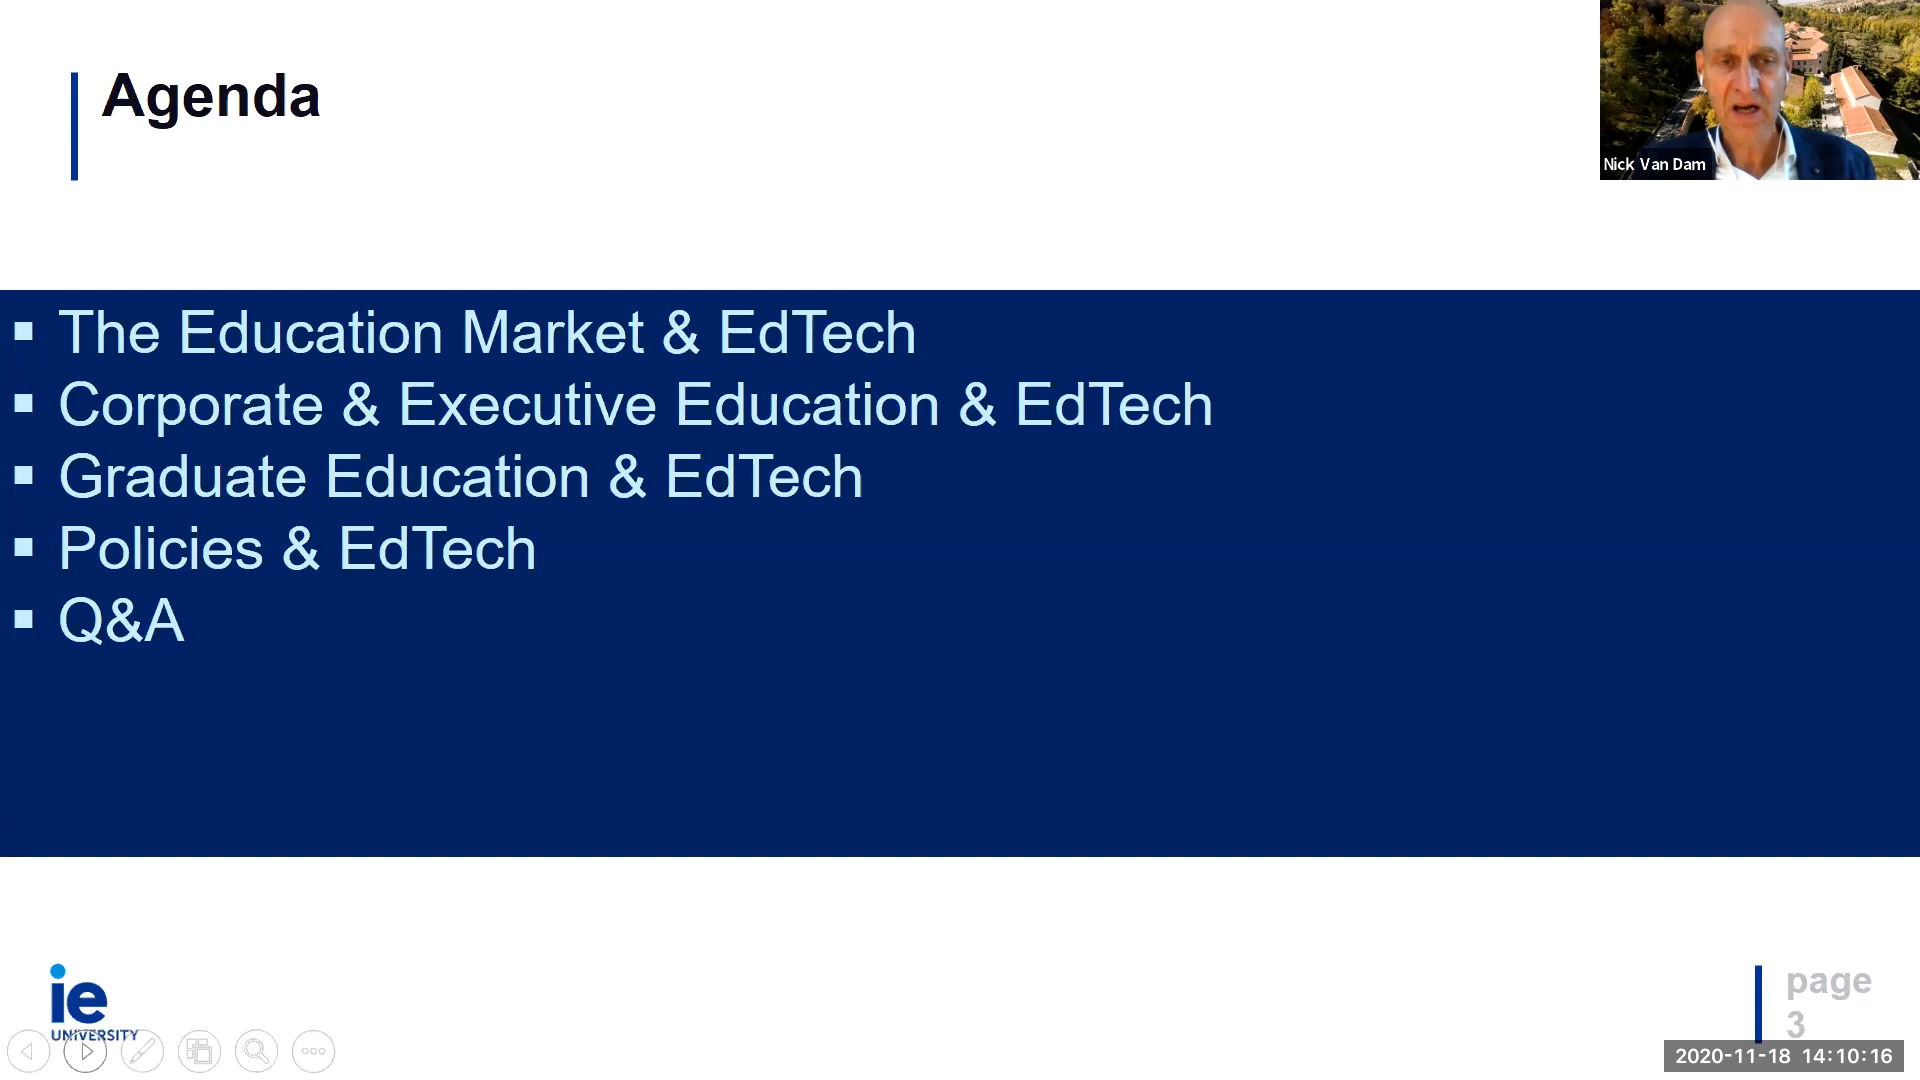 Agenda
Nick Van Dam
The Education Market & EdTech
Corporate & Executive Education & EdTech
Graduate Education & EdTech
Policies & EdTech
Q&A
ie
UNIVERSITY
page
3
2020-11-18 14:10:16